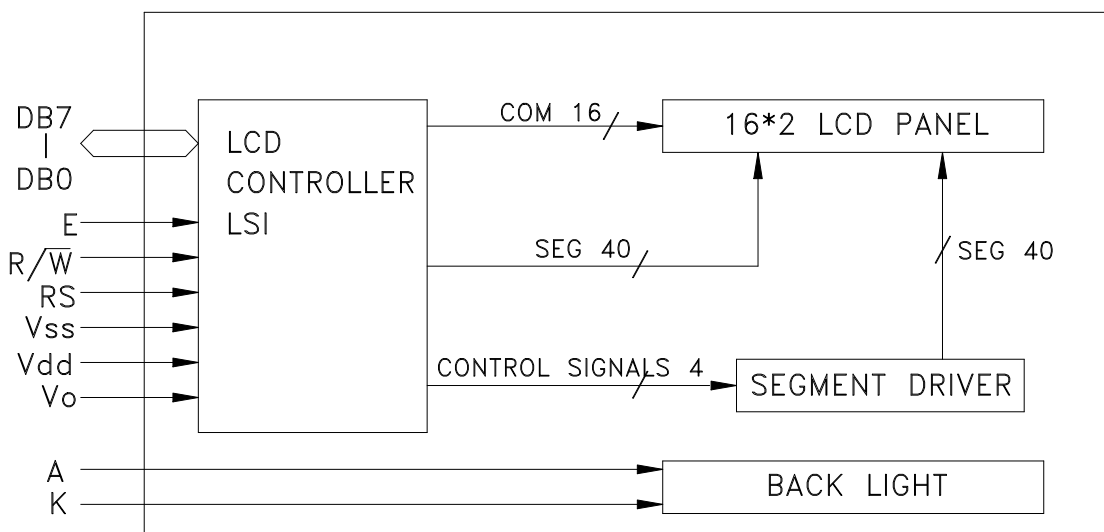 DB7
DB0
E
R/W̅
RS
Vss
Vdd
Vo
A
K
LCD
CONTROLLER
LSI
COM 16
16*2 LCD PANEL
SEG 40
SEG 40
CONTROL SIGNALS 4
SEGMENT DRIVER
BACK LIGHT